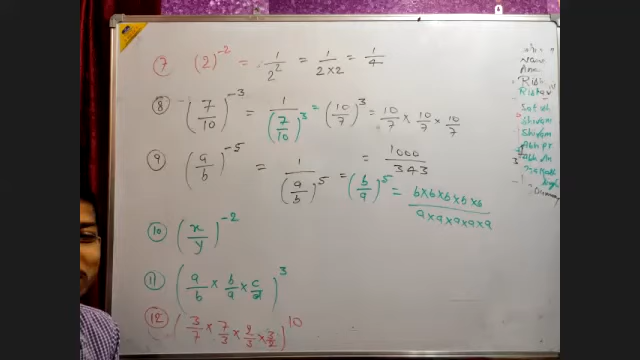 7 (2)^-2 = 1/2^2 = 1/(2×2) = 1/4
8 (7/10)^-3 = 1/(7/10)^3 = (10/7)^3 = 10/7 × 10/7 × 10/7
= 1000/343
9 (a/b)^-5 = 1/(a/b)^5 = (b/a)^5 = (b×b×b×b×b)/(a×a×a×a×a)
10 (x/y)^-2
11 (a/b × b/a × c/d)^3
12 (3/7 × 7/3 × 2/3 × 3/2)^10
Shivam
Shivam